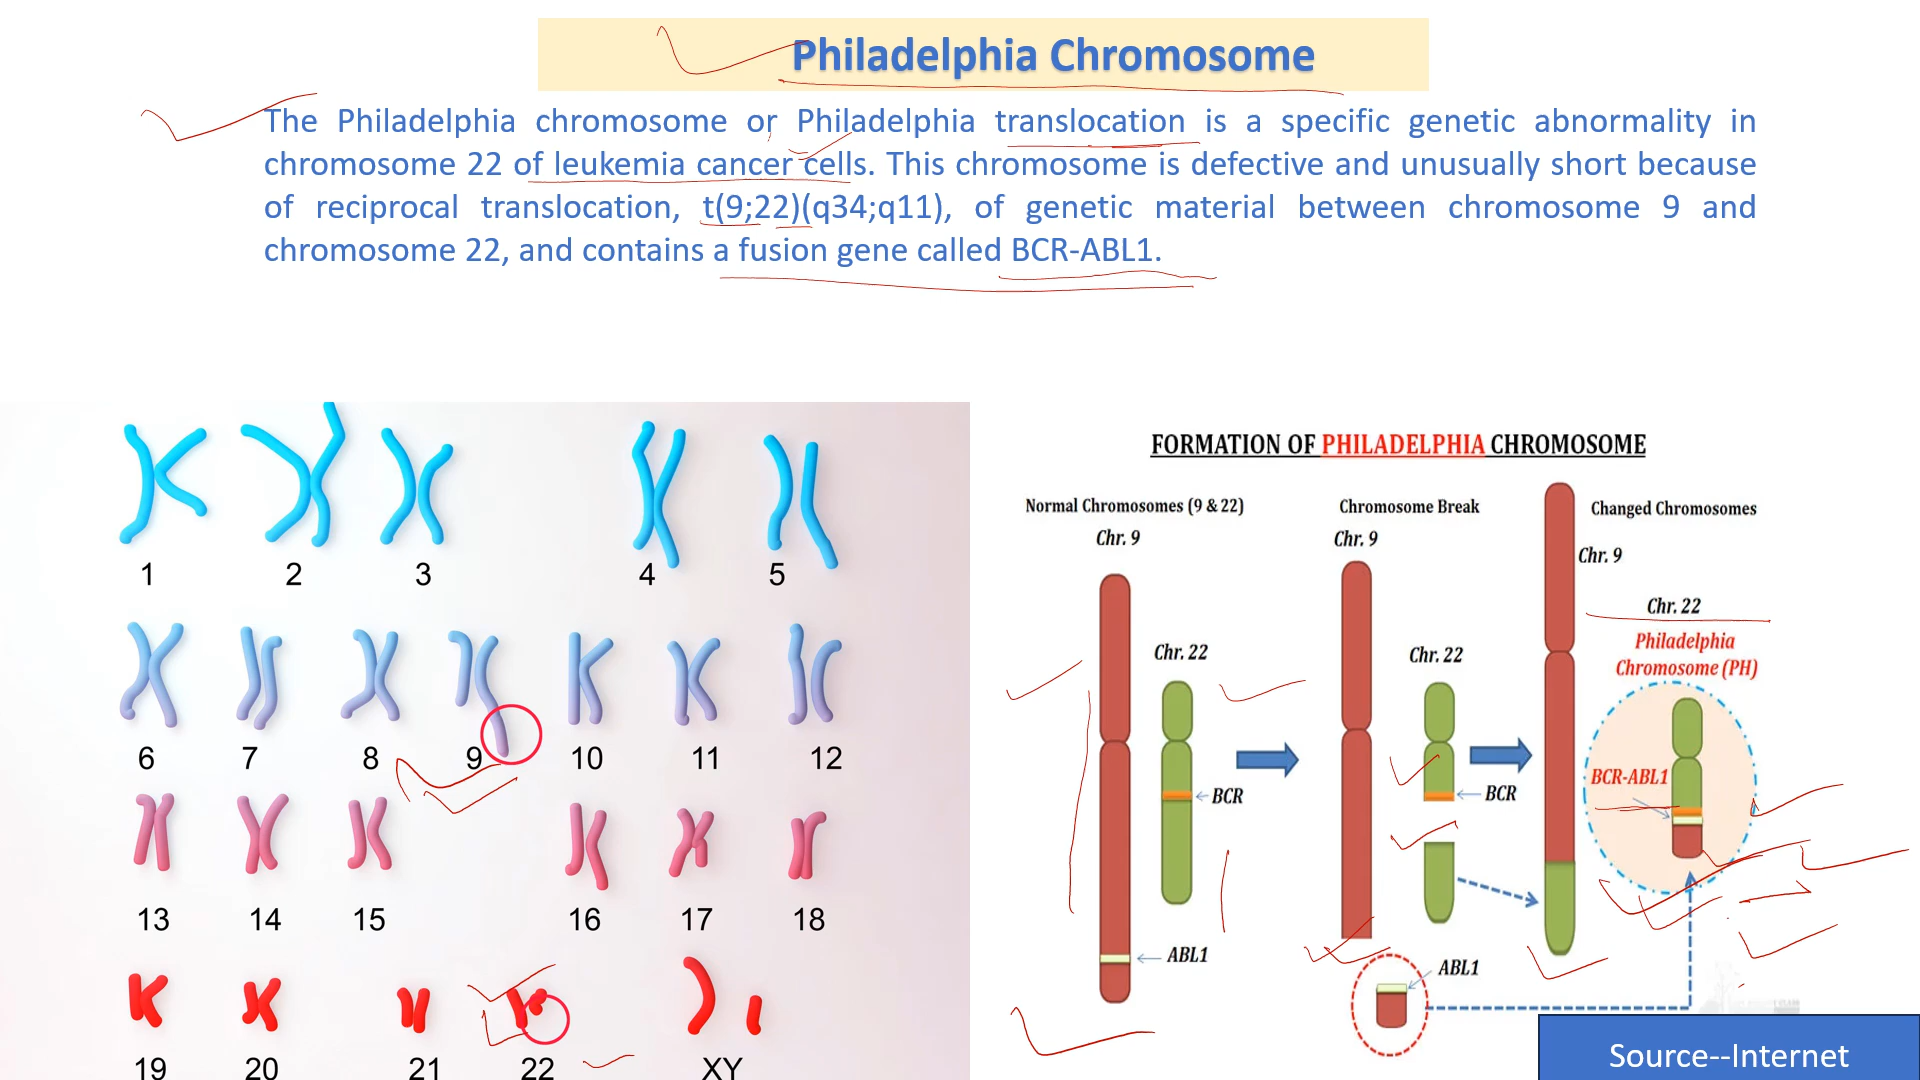 Philadelphia Chromosome
The Philadelphia chromosome or Philadelphia translocation is a specific genetic abnormality in
chromosome 22 of leukemia cancer cells. This chromosome is defective and unusually short because
of reciprocal translocation, t(9;22)(q34;q11), of genetic material between chromosome 9 and
chromosome 22, and contains a fusion gene called BCR-ABL1.
1 2 3 4 5
6 7 8 9 10 11 12
13 14 15 16 17 18
19 20 21 22 XY
FORMATION OF PHILADELPHIA CHROMOSOME
Normal Chromosomes (9 & 22)
Chr. 9
Chr. 22
BCR
ABL1
Chromosome Break
Chr. 9
Chr. 22
BCR
ABL1
Changed Chromosomes
Chr. 9
Chr. 22
Philadelphia
Chromosome (PH)
BCR-ABL1
Source--Internet